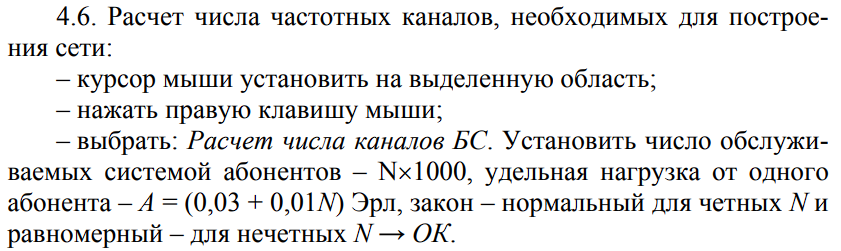 4.6. Расчет числа частотных каналов, необходимых для построе-
ния сети:
– курсор мыши установить на выделенную область;
– нажать правую клавишу мыши;
– выбрать: Расчет числа каналов БС. Установить число обслужи-
ваемых системой абонентов – N×1000, удельная нагрузка от одного
абонента – A = (0,03 + 0,01N) Эрл, закон – нормальный для четных N и
равномерный – для нечетных N → ОК.